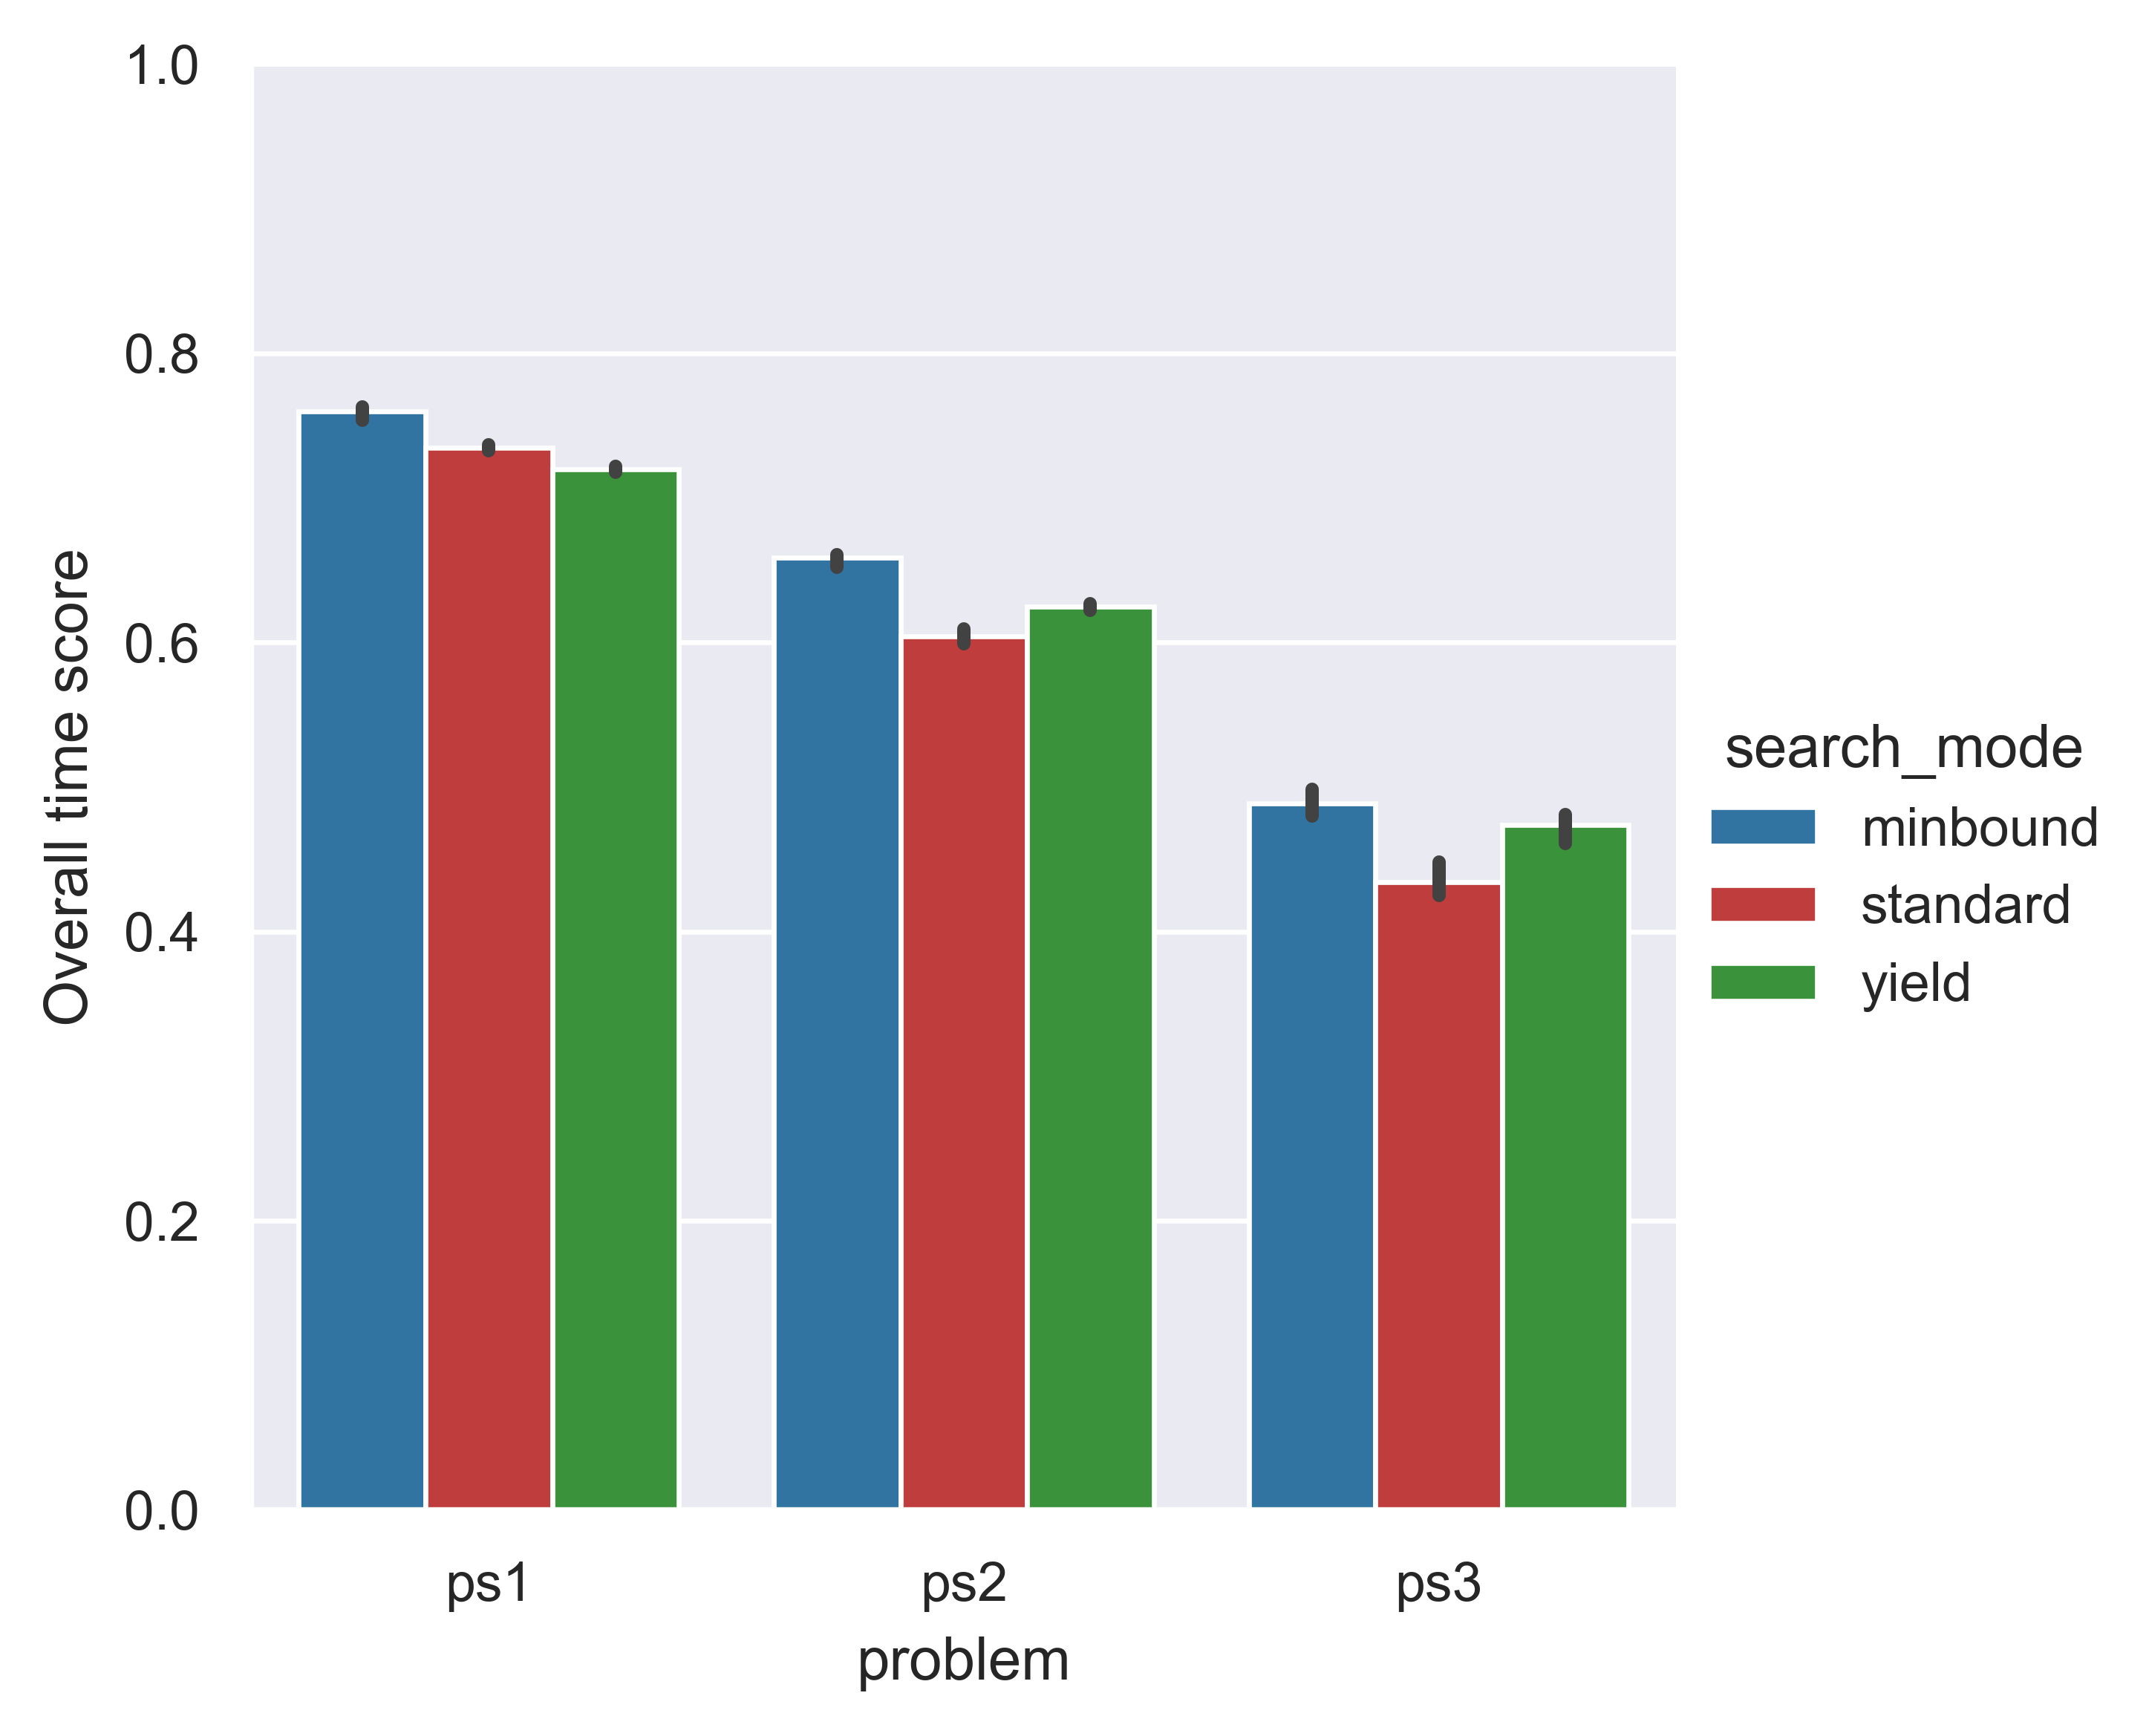 1.0
0.8
0.6
0.4
0.2
0.0
Overall time score
ps1 ps2 ps3
problem
search_mode
minbound
standard
yield